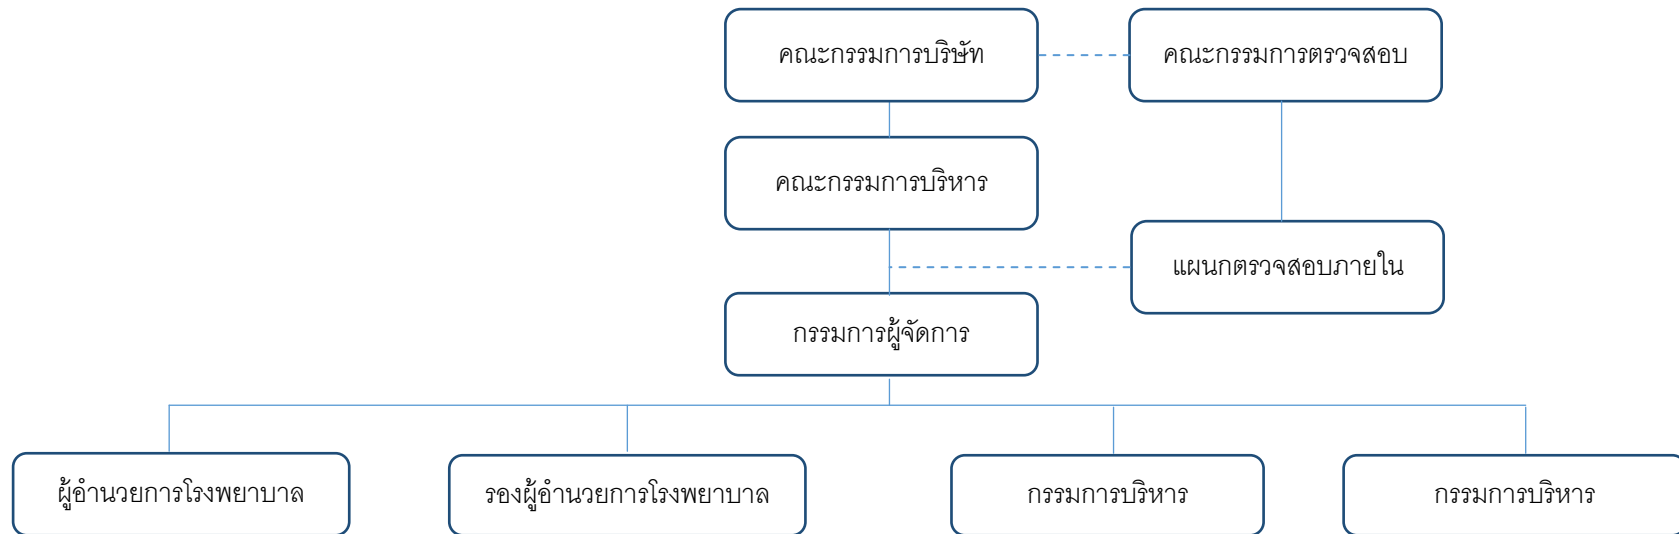 คณะกรรมการบริษัท
คณะกรรมการตรวจสอบ
คณะกรรมการบริหาร
แผนกตรวจสอบภายใน
กรรมการผู้จัดการ
ผู้อำนวยการโรงพยาบาล
รองผู้อำนวยการโรงพยาบาล
กรรมการบริหาร
กรรมการบริหาร